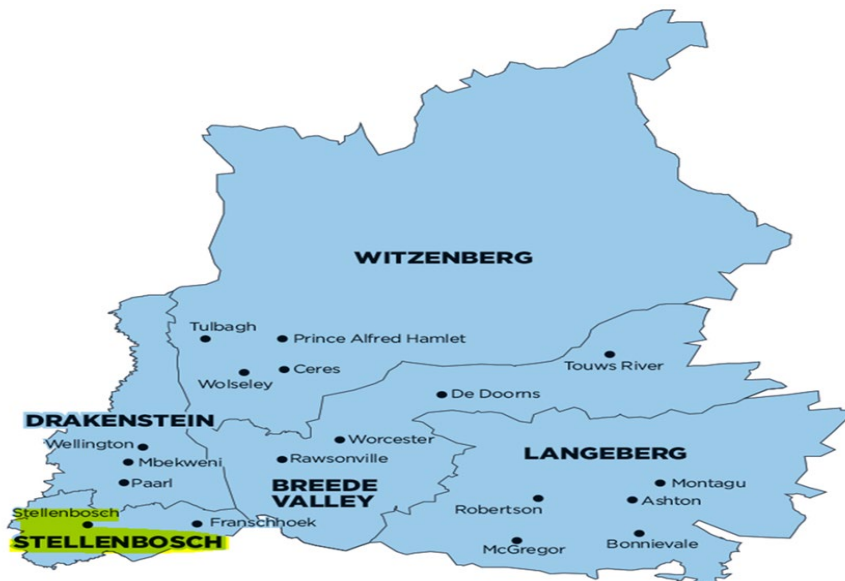 WITZENBERG
Tulbagh
Prince Alfred Hamlet
Wolseley
Ceres
Touws River
De Doorns
DRAKENSTEIN
Wellington
Mbekweni
Paarl
Worcester
Rawsonville
BREEDE
VALLEY
LANGEBERG
Montagu
Ashton
Robertson
McGregor
Bonnievale
Stellenbosch
Franschhoek
STELLENBOSCH